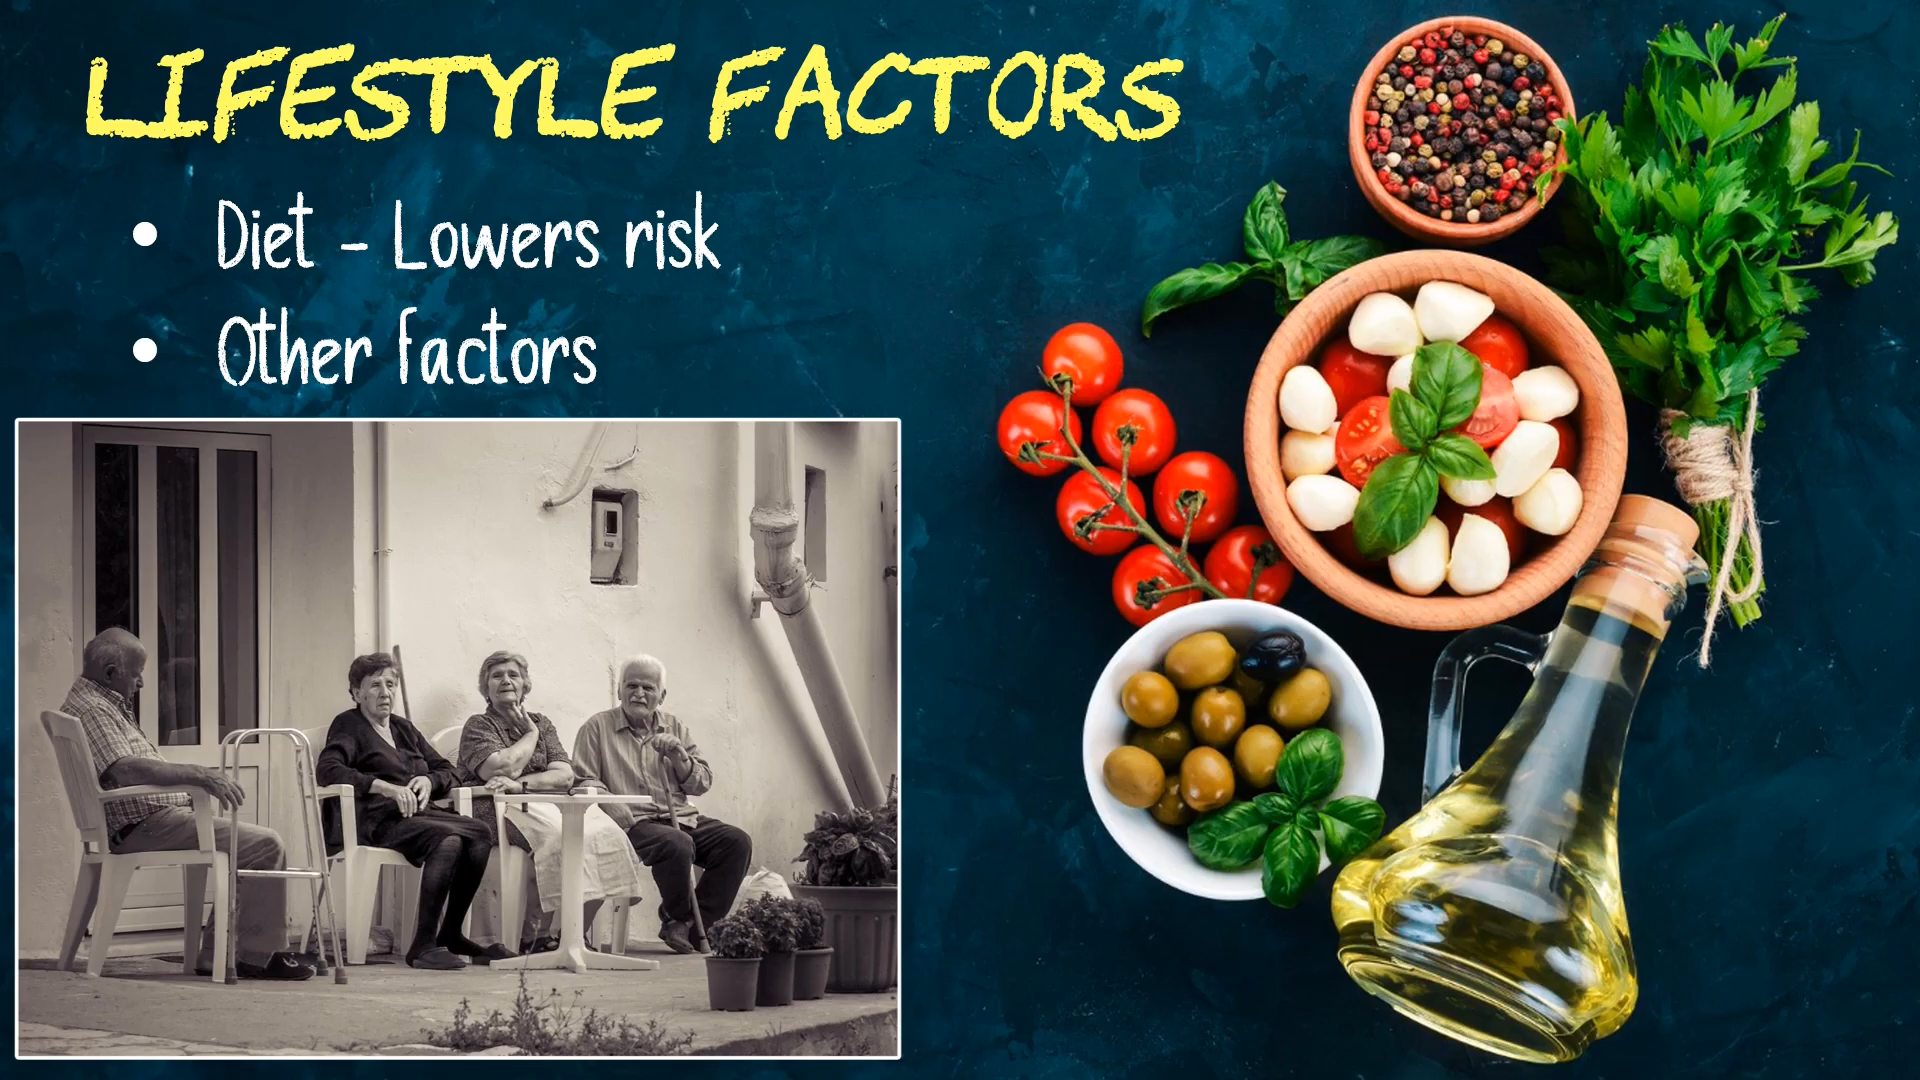 LIFESTYLE FACTORS
• Diet - Lowers risk
• Other factors